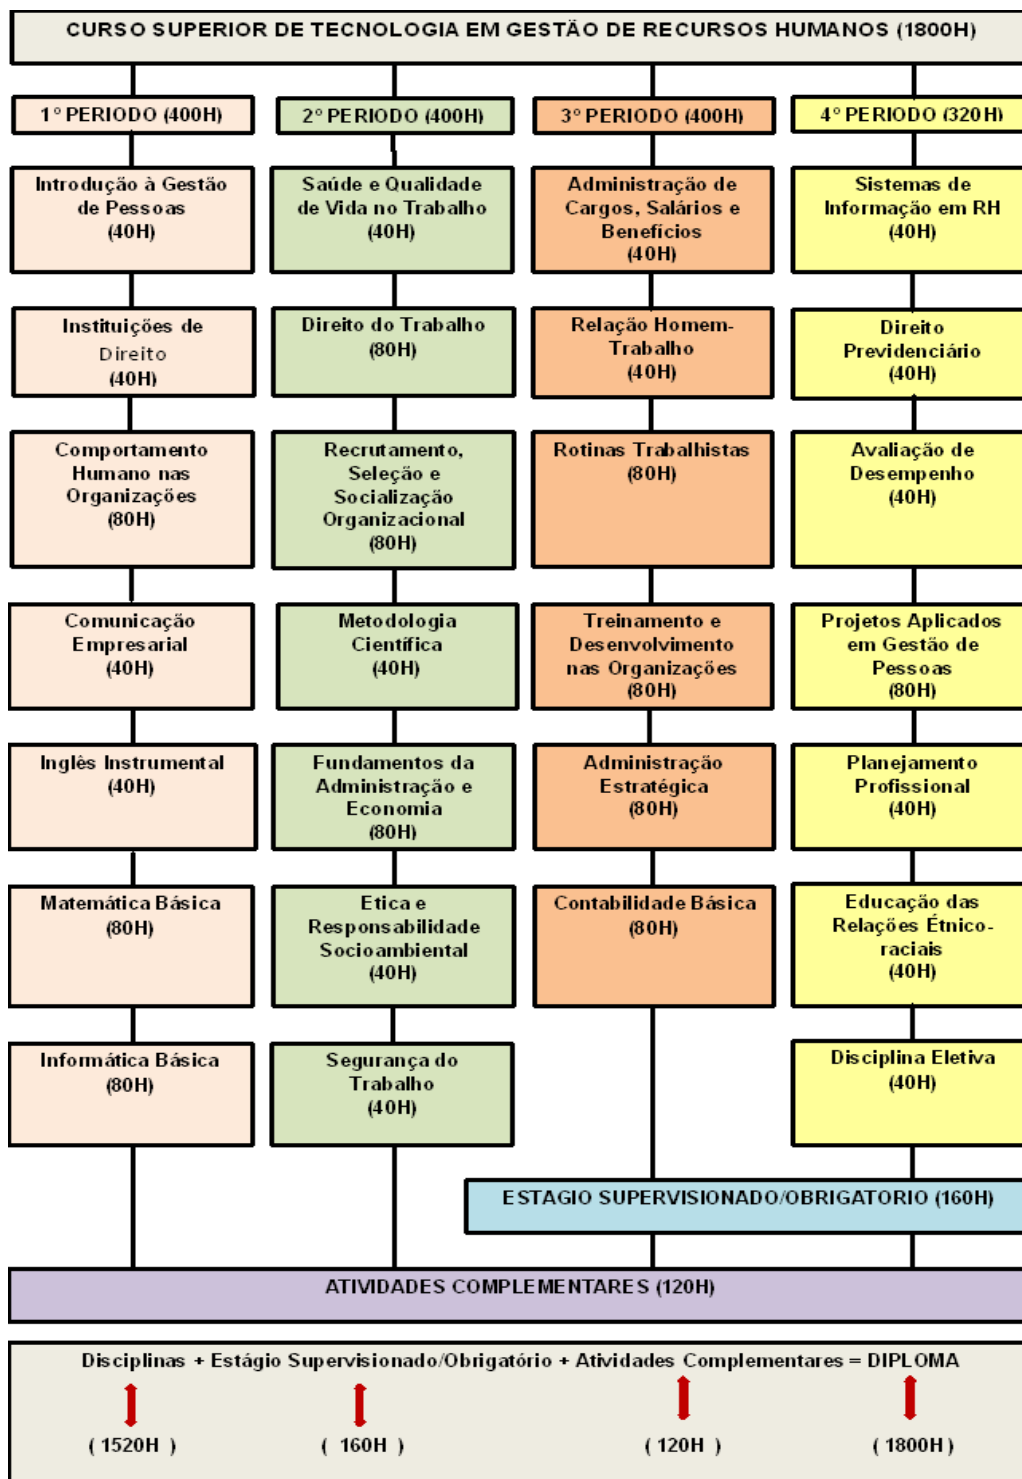 CURSO SUPERIOR DE TECNOLOGIA EM GESTÃO DE RECURSOS HUMANOS (1800H)
1º PERIODO (400H)
Introdução à Gestão
de Pessoas
(40H)
Instituições de
Direito
(40H)
Comportamento
Humano nas
Organizações
(80H)
Comunicação
Empresarial
(40H)
Inglês Instrumental
(40H)
Matemática Básica
(80H)
Informática Básica
(80H)
2º PERIODO (400H)
Saúde e Qualidade
de Vida no Trabalho
(40H)
Direito do Trabalho
(80H)
Recrutamento,
Seleção e
Socialização
Organizacional
(80H)
Metodologia
Científica
(40H)
Fundamentos da
Administração e
Economia
(80H)
Etica e
Responsabilidade
Socioambiental
(40H)
Segurança do
Trabalho
(40H)
3º PERIODO (400H)
Administração de
Cargos, Salários e
Benefícios
(40H)
Relação Homem-
Trabalho
(40H)
Rotinas Trabalhistas
(80H)
Treinamento e
Desenvolvimento
nas Organizações
(80H)
Administração
Estratégica
(80H)
Contabilidade Básica
(80H)
4º PERIODO (320H)
Sistemas de
Informação em RH
(40H)
Direito
Previdenciário
(40H)
Avaliação de
Desempenho
(40H)
Projetos Aplicados
em Gestão de
Pessoas
(80H)
Planejamento
Profissional
(40H)
Educação das
Relações Étnico-
raciais
(40H)
Disciplina Eletiva
(40H)
ESTAGIO SUPERVISIONADO/OBRIGATORIO (160H)
ATIVIDADES COMPLEMENTARES (120H)
Disciplinas + Estágio Supervisionado/Obrigatório + Atividades Complementares = DIPLOMA
( 1520H ) ( 160H ) ( 120H ) ( 1800H )